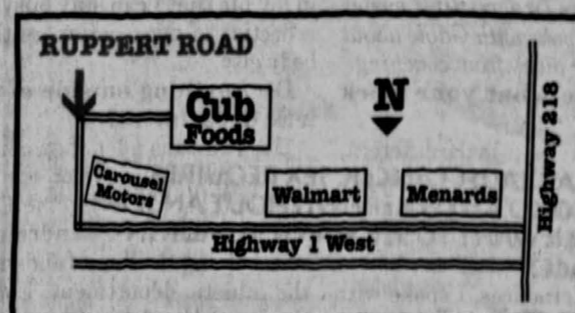 RUPPERT ROAD
Cub
Foods
N
Highway 218
Carousel
Motors
Walmart
Menards
Highway 1 West